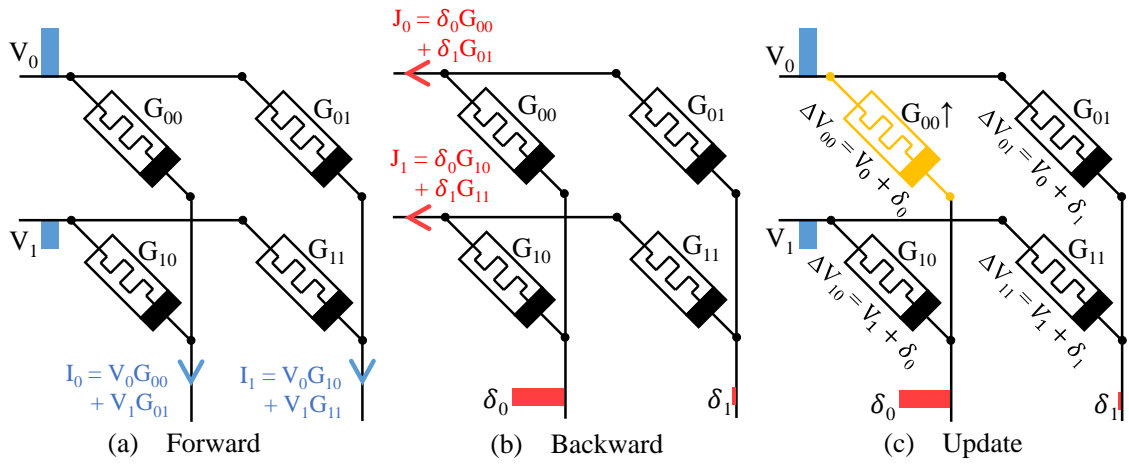 V₀
G₀₀
G₀₁
V₁
G₁₀
G₁₁
I₀ = V₀G₀₀
+ V₁G₀₁
I₁ = V₀G₁₀
+ V₁G₁₁
(a) Forward
J₀ = δ₀G₀₀
+ δ₁G₀₁
G₀₀
G₀₁
J₁ = δ₀G₁₀
+ δ₁G₁₁
G₁₀
G₁₁
δ₀
δ₁
(b) Backward
V₀
G₀₀↑
ΔV₀₀ = V₀ + δ₀
G₀₁
ΔV₀₁ = V₀ + δ₁
V₁
G₁₀
ΔV₁₀ = V₁ + δ₀
G₁₁
ΔV₁₁ = V₁ + δ₁
δ₀
δ₁
(c) Update